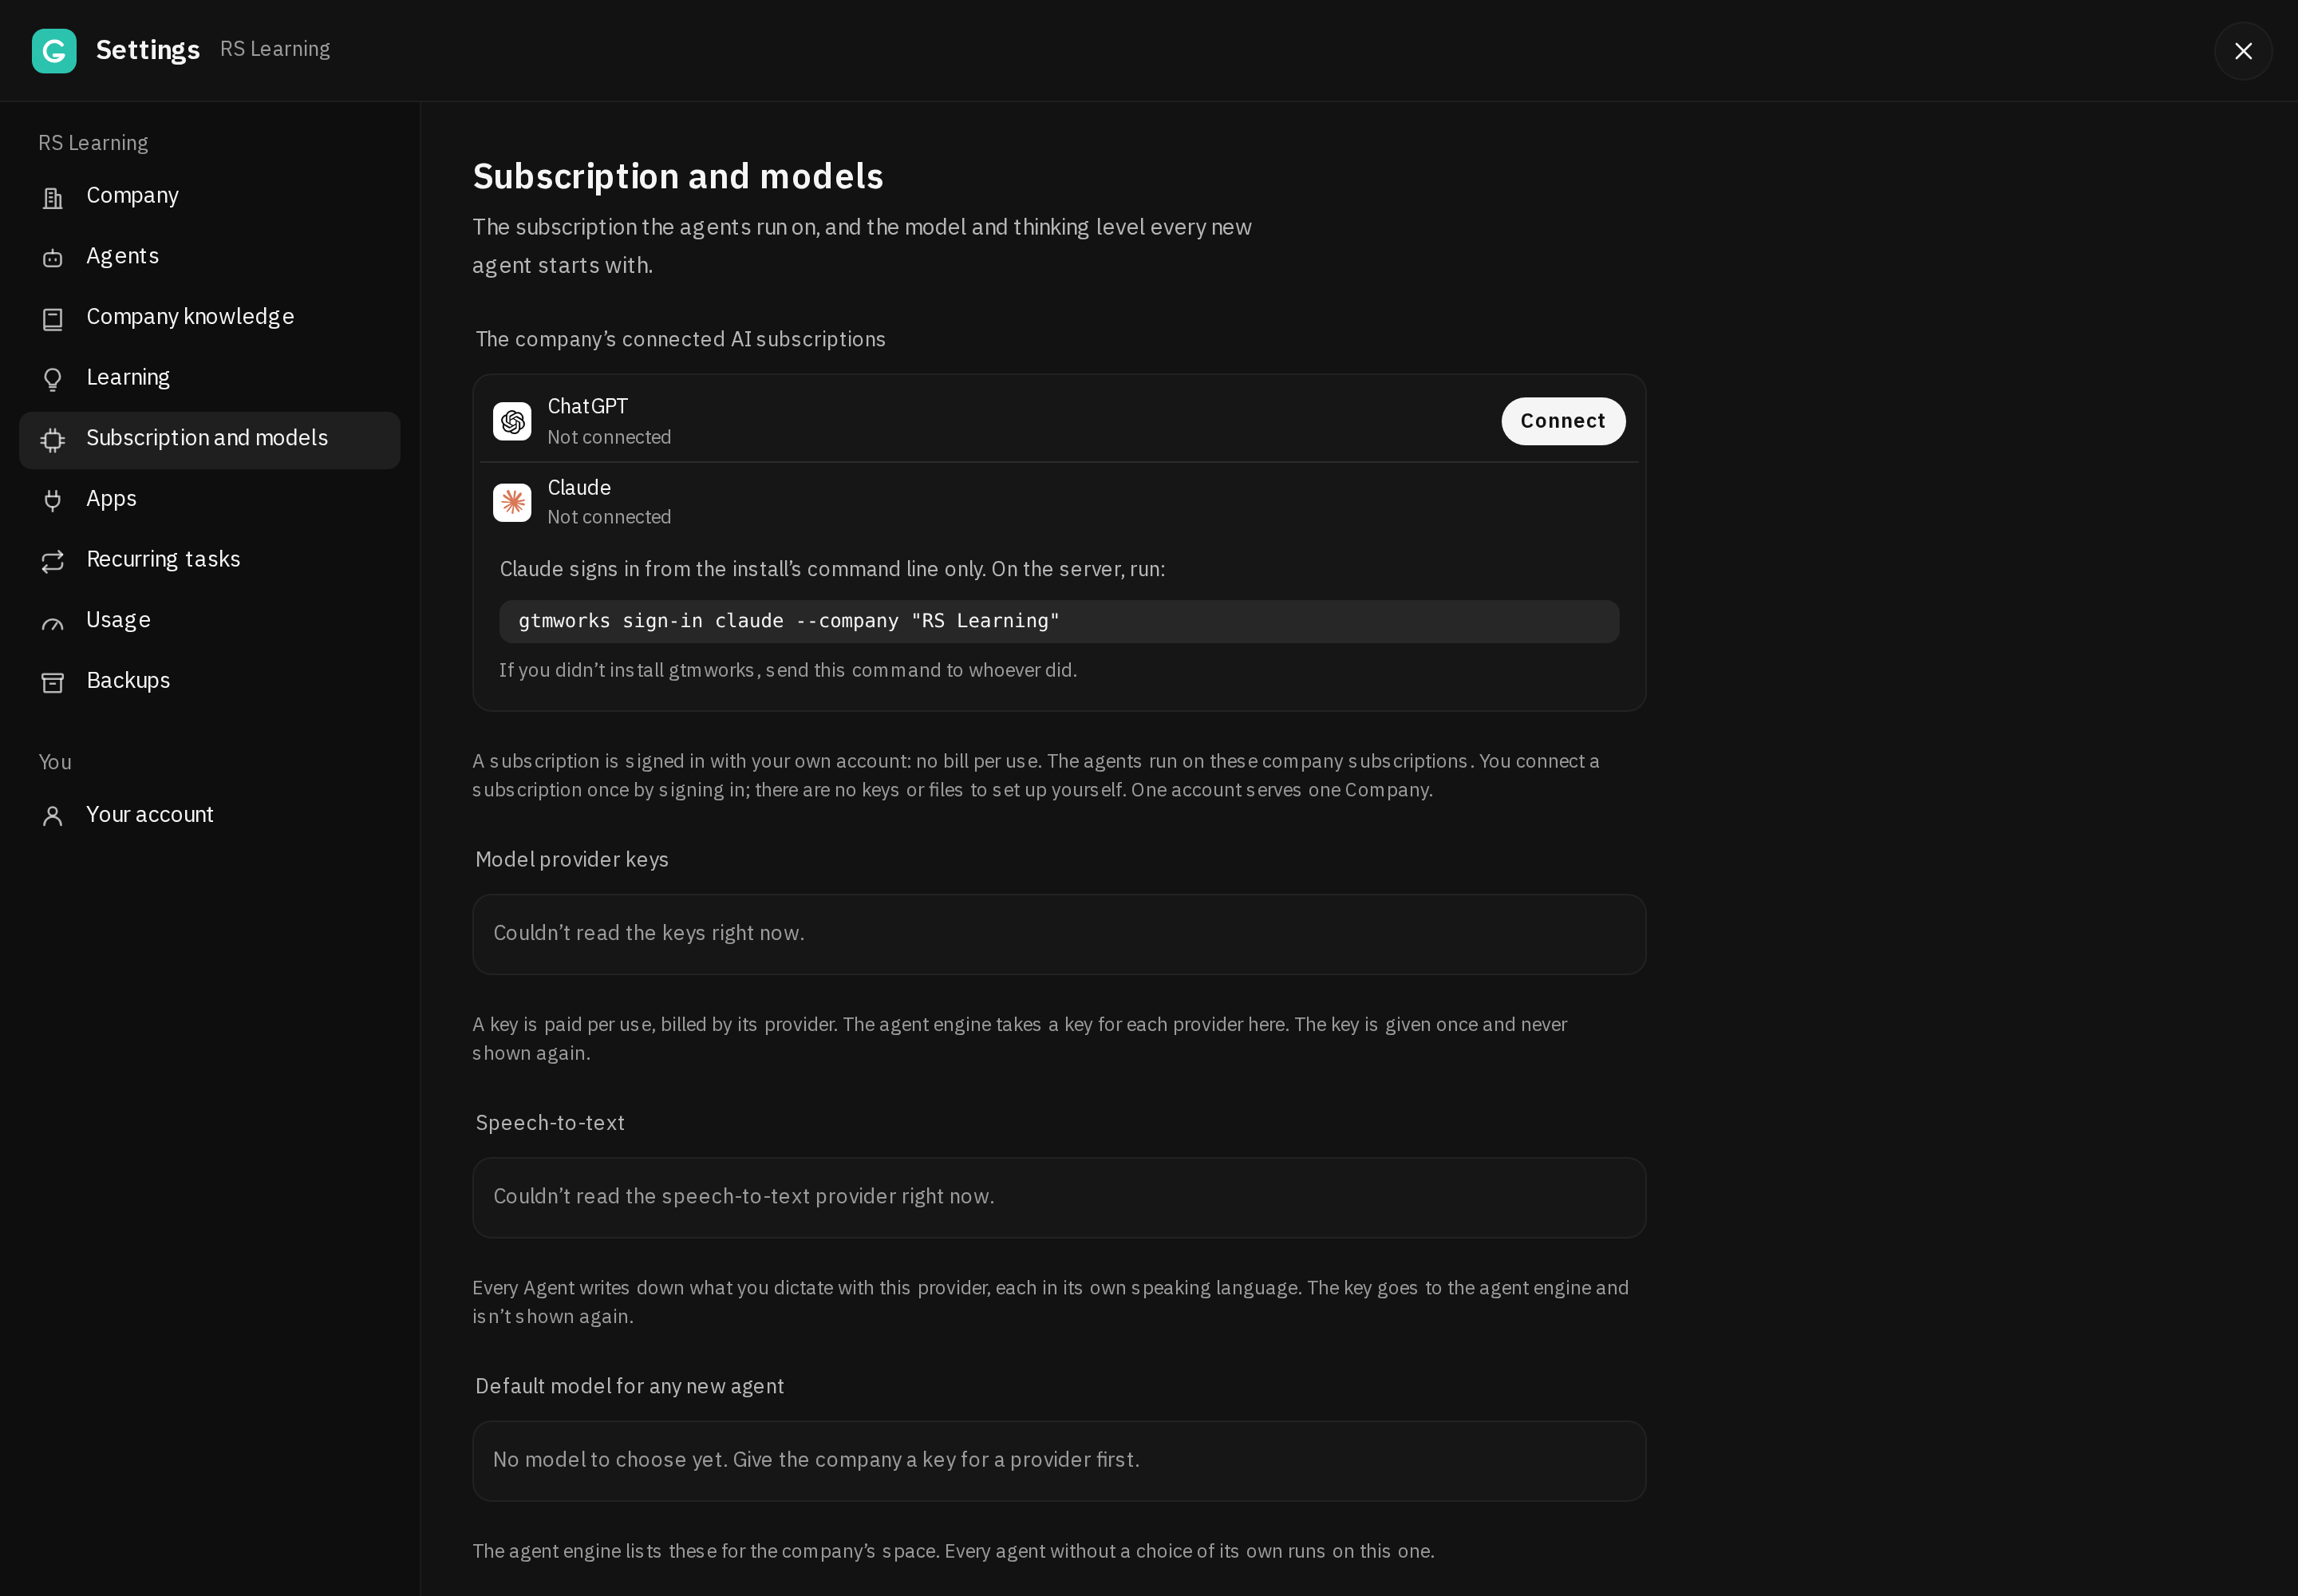 G
Settings
RS Learning
RS Learning
Company
Agents
Company knowledge
Learning
Subscription and models
Apps
Recurring tasks
Usage
Backups
You
Your account
Subscription and models
The subscription the agents run on, and the model and thinking level every new
agent starts with.
The company’s connected AI subscriptions
ChatGPT
Not connected
Connect
Claude
Not connected
Claude signs in from the install’s command line only. On the server, run:
gtmworks sign-in claude --company "RS Learning"
If you didn’t install gtmworks, send this command to whoever did.
A subscription is signed in with your own account: no bill per use. The agents run on these company subscriptions. You connect a
subscription once by signing in; there are no keys or files to set up yourself. One account serves one Company.
Model provider keys
Couldn’t read the keys right now.
A key is paid per use, billed by its provider. The agent engine takes a key for each provider here. The key is given once and never
shown again.
Speech-to-text
Couldn’t read the speech-to-text provider right now.
Every Agent writes down what you dictate with this provider, each in its own speaking language. The key goes to the agent engine and
isn’t shown again.
Default model for any new agent
No model to choose yet. Give the company a key for a provider first.
The agent engine lists these for the company’s space. Every agent without a choice of its own runs on this one.